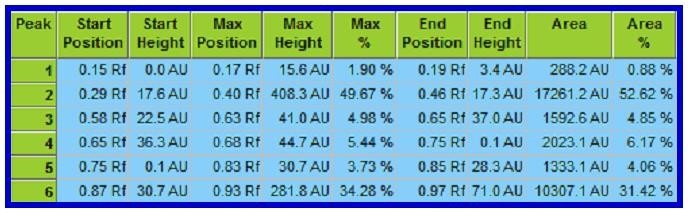 Peak Start Position Start Height Max Position Max Height Max % End Position End Height Area Area %
1 0.15 Rf 0.0 AU 0.17 Rf 15.6 AU 1.90 % 0.19 Rf 3.4 AU 288.2 AU 0.88 %
2 0.29 Rf 17.6 AU 0.40 Rf 408.3 AU 49.67 % 0.46 Rf 17.3 AU 17261.2 AU 52.62 %
3 0.58 Rf 22.5 AU 0.63 Rf 41.0 AU 4.98 % 0.65 Rf 37.0 AU 1592.6 AU 4.85 %
4 0.65 Rf 36.3 AU 0.68 Rf 44.7 AU 5.44 % 0.75 Rf 0.1 AU 2023.1 AU 6.17 %
5 0.75 Rf 0.1 AU 0.83 Rf 30.7 AU 3.73 % 0.85 Rf 28.3 AU 1333.1 AU 4.06 %
6 0.87 Rf 30.7 AU 0.93 Rf 281.8 AU 34.28 % 0.97 Rf 71.0 AU 10307.1 AU 31.42 %